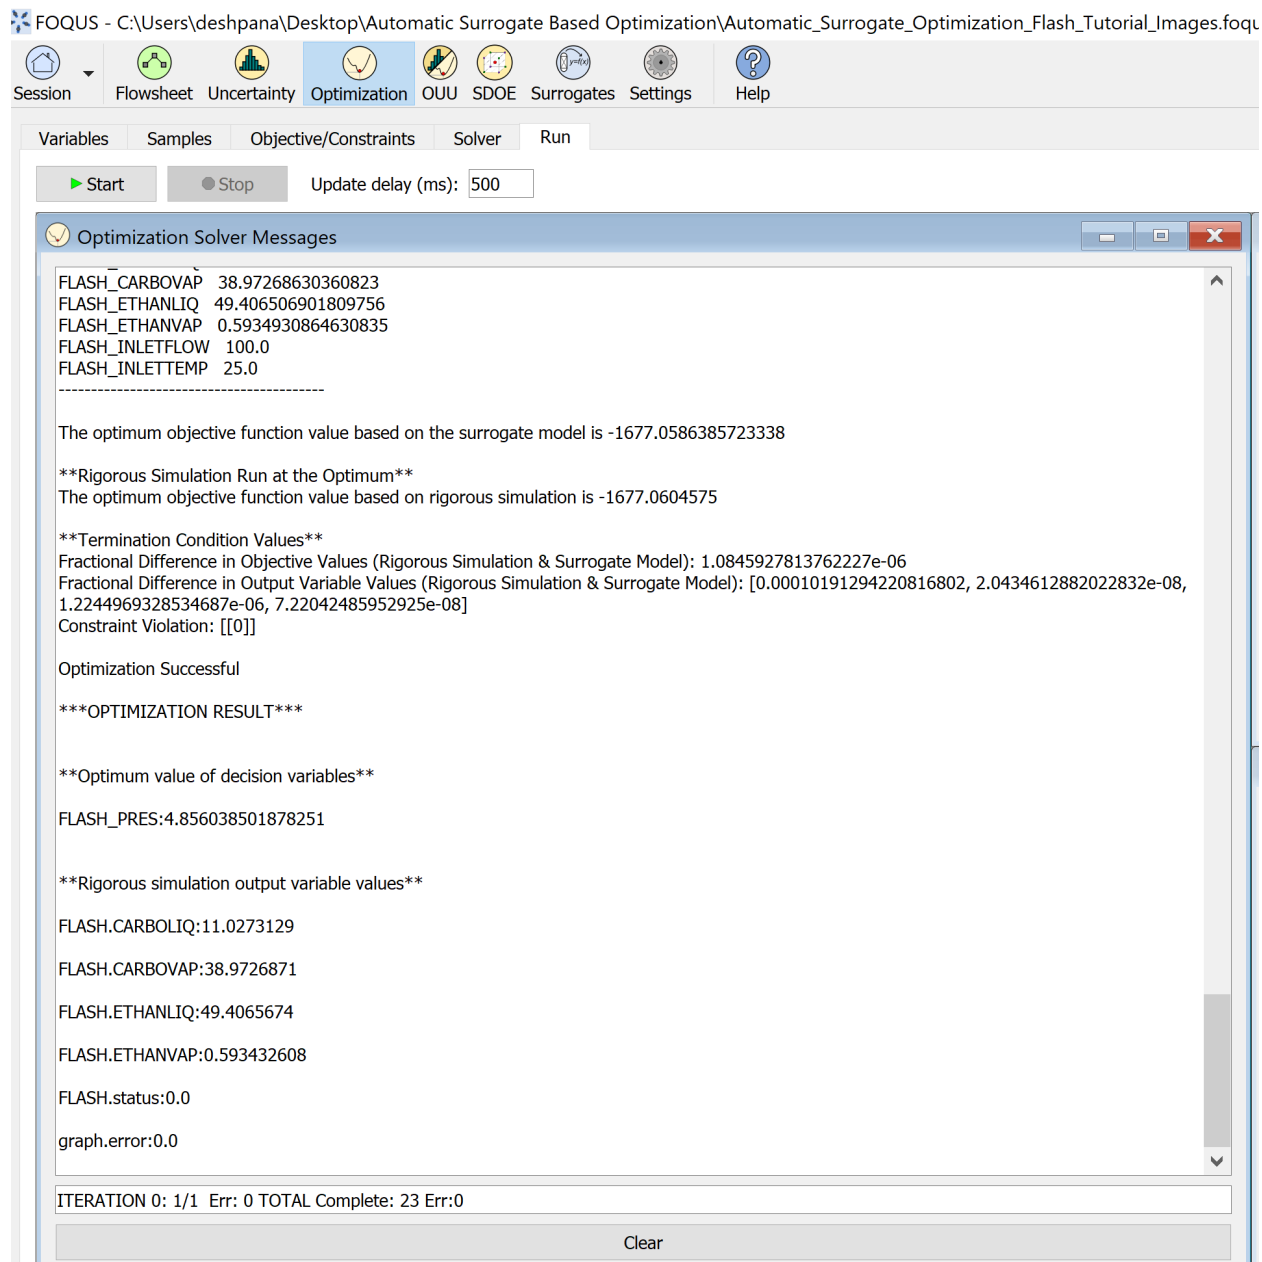 FOQUS - C:\Users\deshpana\Desktop\Automatic Surrogate Based Optimization\Automatic_Surrogate_Optimization_Flash_Tutorial_Images.foqu
Session Flowsheet Uncertainty Optimization OUU SDOE Surrogates Settings Help
Variables Samples Objective/Constraints Solver Run
Start Stop Update delay (ms): 500
Optimization Solver Messages
FLASH_CARBOVAP 38.97268630360823
FLASH_ETHANLIQ 49.406506901809756
FLASH_ETHANVAP 0.5934930864630835
FLASH_INLETFLOW 100.0
FLASH_INLETTEMP 25.0
-----------------------------------------
The optimum objective function value based on the surrogate model is -1677.0586385723338
**Rigorous Simulation Run at the Optimum**
The optimum objective function value based on rigorous simulation is -1677.0604575
**Termination Condition Values**
Fractional Difference in Objective Values (Rigorous Simulation & Surrogate Model): 1.0845927813762227e-06
Fractional Difference in Output Variable Values (Rigorous Simulation & Surrogate Model): [0.00010191294220816802, 2.0434612882022832e-08,
1.2244969328534687e-06, 7.22042485952925e-08]
Constraint Violation: [[0]]
Optimization Successful
***OPTIMIZATION RESULT***
**Optimum value of decision variables**
FLASH_PRES:4.856038501878251
**Rigorous simulation output variable values**
FLASH.CARBOLIQ:11.0273129
FLASH.CARBOVAP:38.9726871
FLASH.ETHANLIQ:49.4065674
FLASH.ETHANVAP:0.593432608
FLASH.status:0.0
graph.error:0.0
ITERATION 0: 1/1 Err: 0 TOTAL Complete: 23 Err:0
Clear